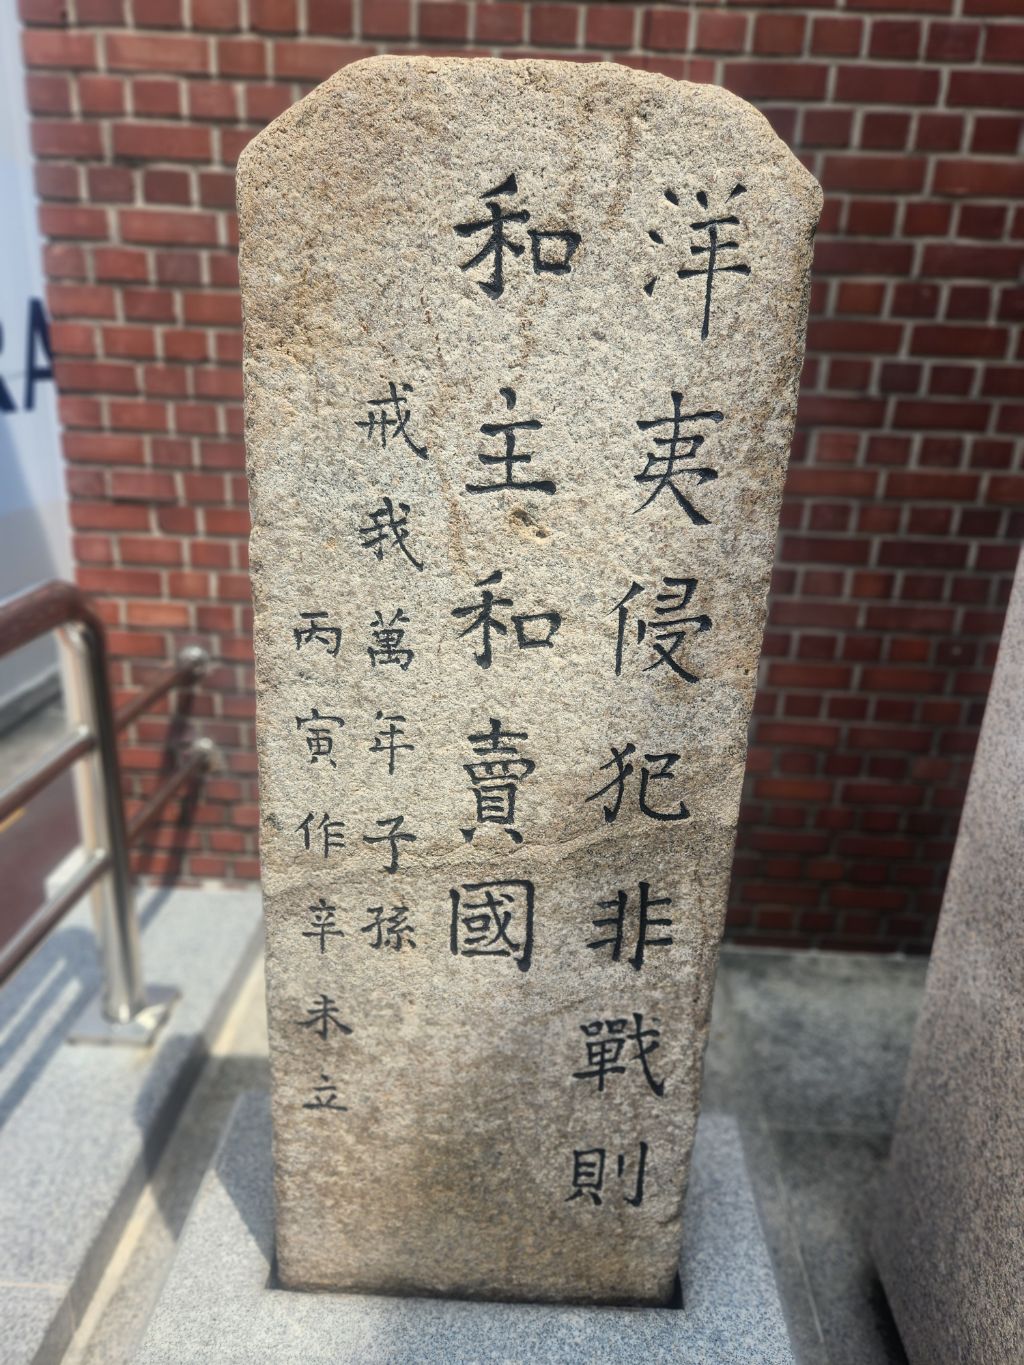 洋夷侵犯非戰則
和主和賣國
戒我萬年子孫
丙寅作辛未立
RA